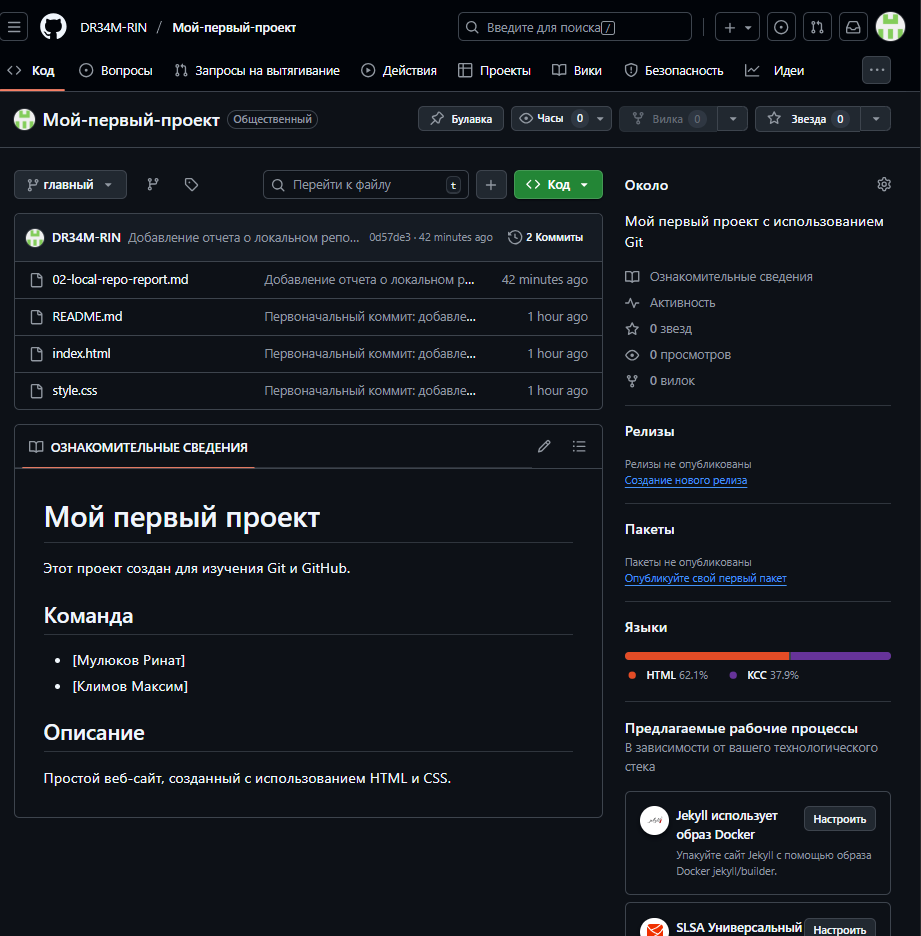 DR34M-RIN / Мой-первый-проект
Введите для поиска /
Код Вопросы Запросы на вытягивание Действия Проекты Вики Безопасность Идеи
Мой-первый-проект Общественный
Булавка Часы 0 Вилка 0 Звезда 0
главный
Перейти к файлу t
Код
DR34M-RIN Добавление отчета о локальном репо... 0d57de3 · 42 minutes ago 2 Коммиты
02-local-repo-report.md Добавление отчета о локальном р... 42 minutes ago
README.md Первоначальный коммит: добавле... 1 hour ago
index.html Первоначальный коммит: добавле... 1 hour ago
style.css Первоначальный коммит: добавле... 1 hour ago
ОЗНАКОМИТЕЛЬНЫЕ СВЕДЕНИЯ
Мой первый проект
Этот проект создан для изучения Git и GitHub.
Команда
[Мулюков Ринат]
[Климов Максим]
Описание
Простой веб-сайт, созданный с использованием HTML и CSS.
Около
Мой первый проект с использованием
Git
Ознакомительные сведения
Активность
0 звезд
0 просмотров
0 вилок
Релизы
Релизы не опубликованы
Создание нового релиза
Пакеты
Пакеты не опубликованы
Опубликуйте свой первый пакет
Языки
HTML 62.1% КСС 37.9%
Предлагаемые рабочие процессы
В зависимости от вашего технологического
стека
Jekyll использует
образ Docker
Настроить
Упакуйте сайт Jekyll с помощью образа
Docker jekyll/builder.
SLSA Универсальный
Настроить